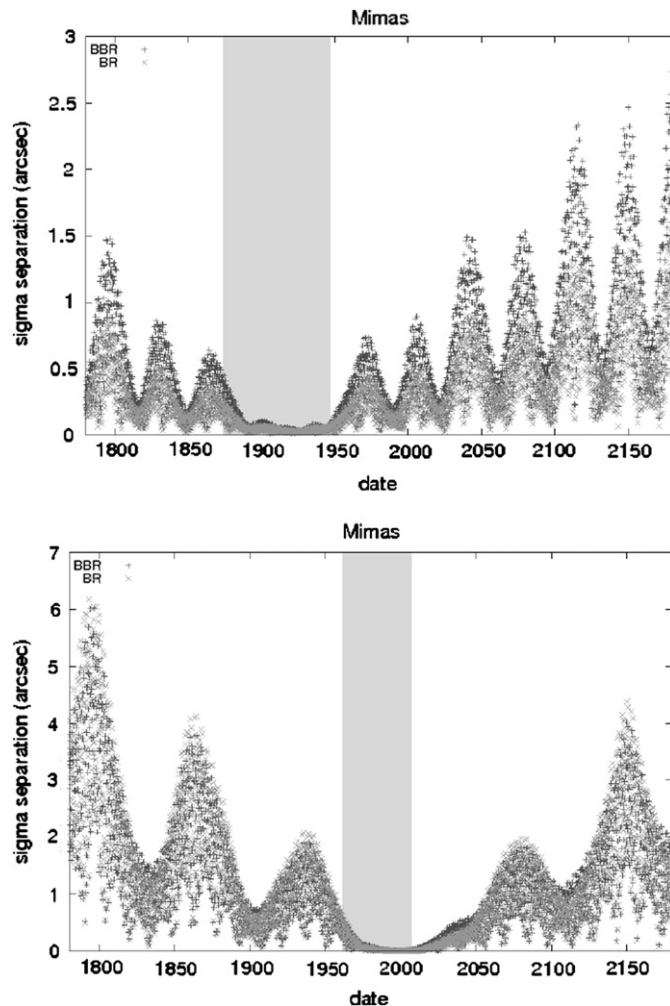 Mimas
3
BBR +
BR ×
2.5
2
1.5
1
0.5
0
sigma separation (arcsec)
1800 1850 1900 1950 2000 2050 2100 2150
date
Mimas
7
BBR +
BR ×
6
5
4
3
2
1
0
sigma separation (arcsec)
1800 1850 1900 1950 2000 2050 2100 2150
date